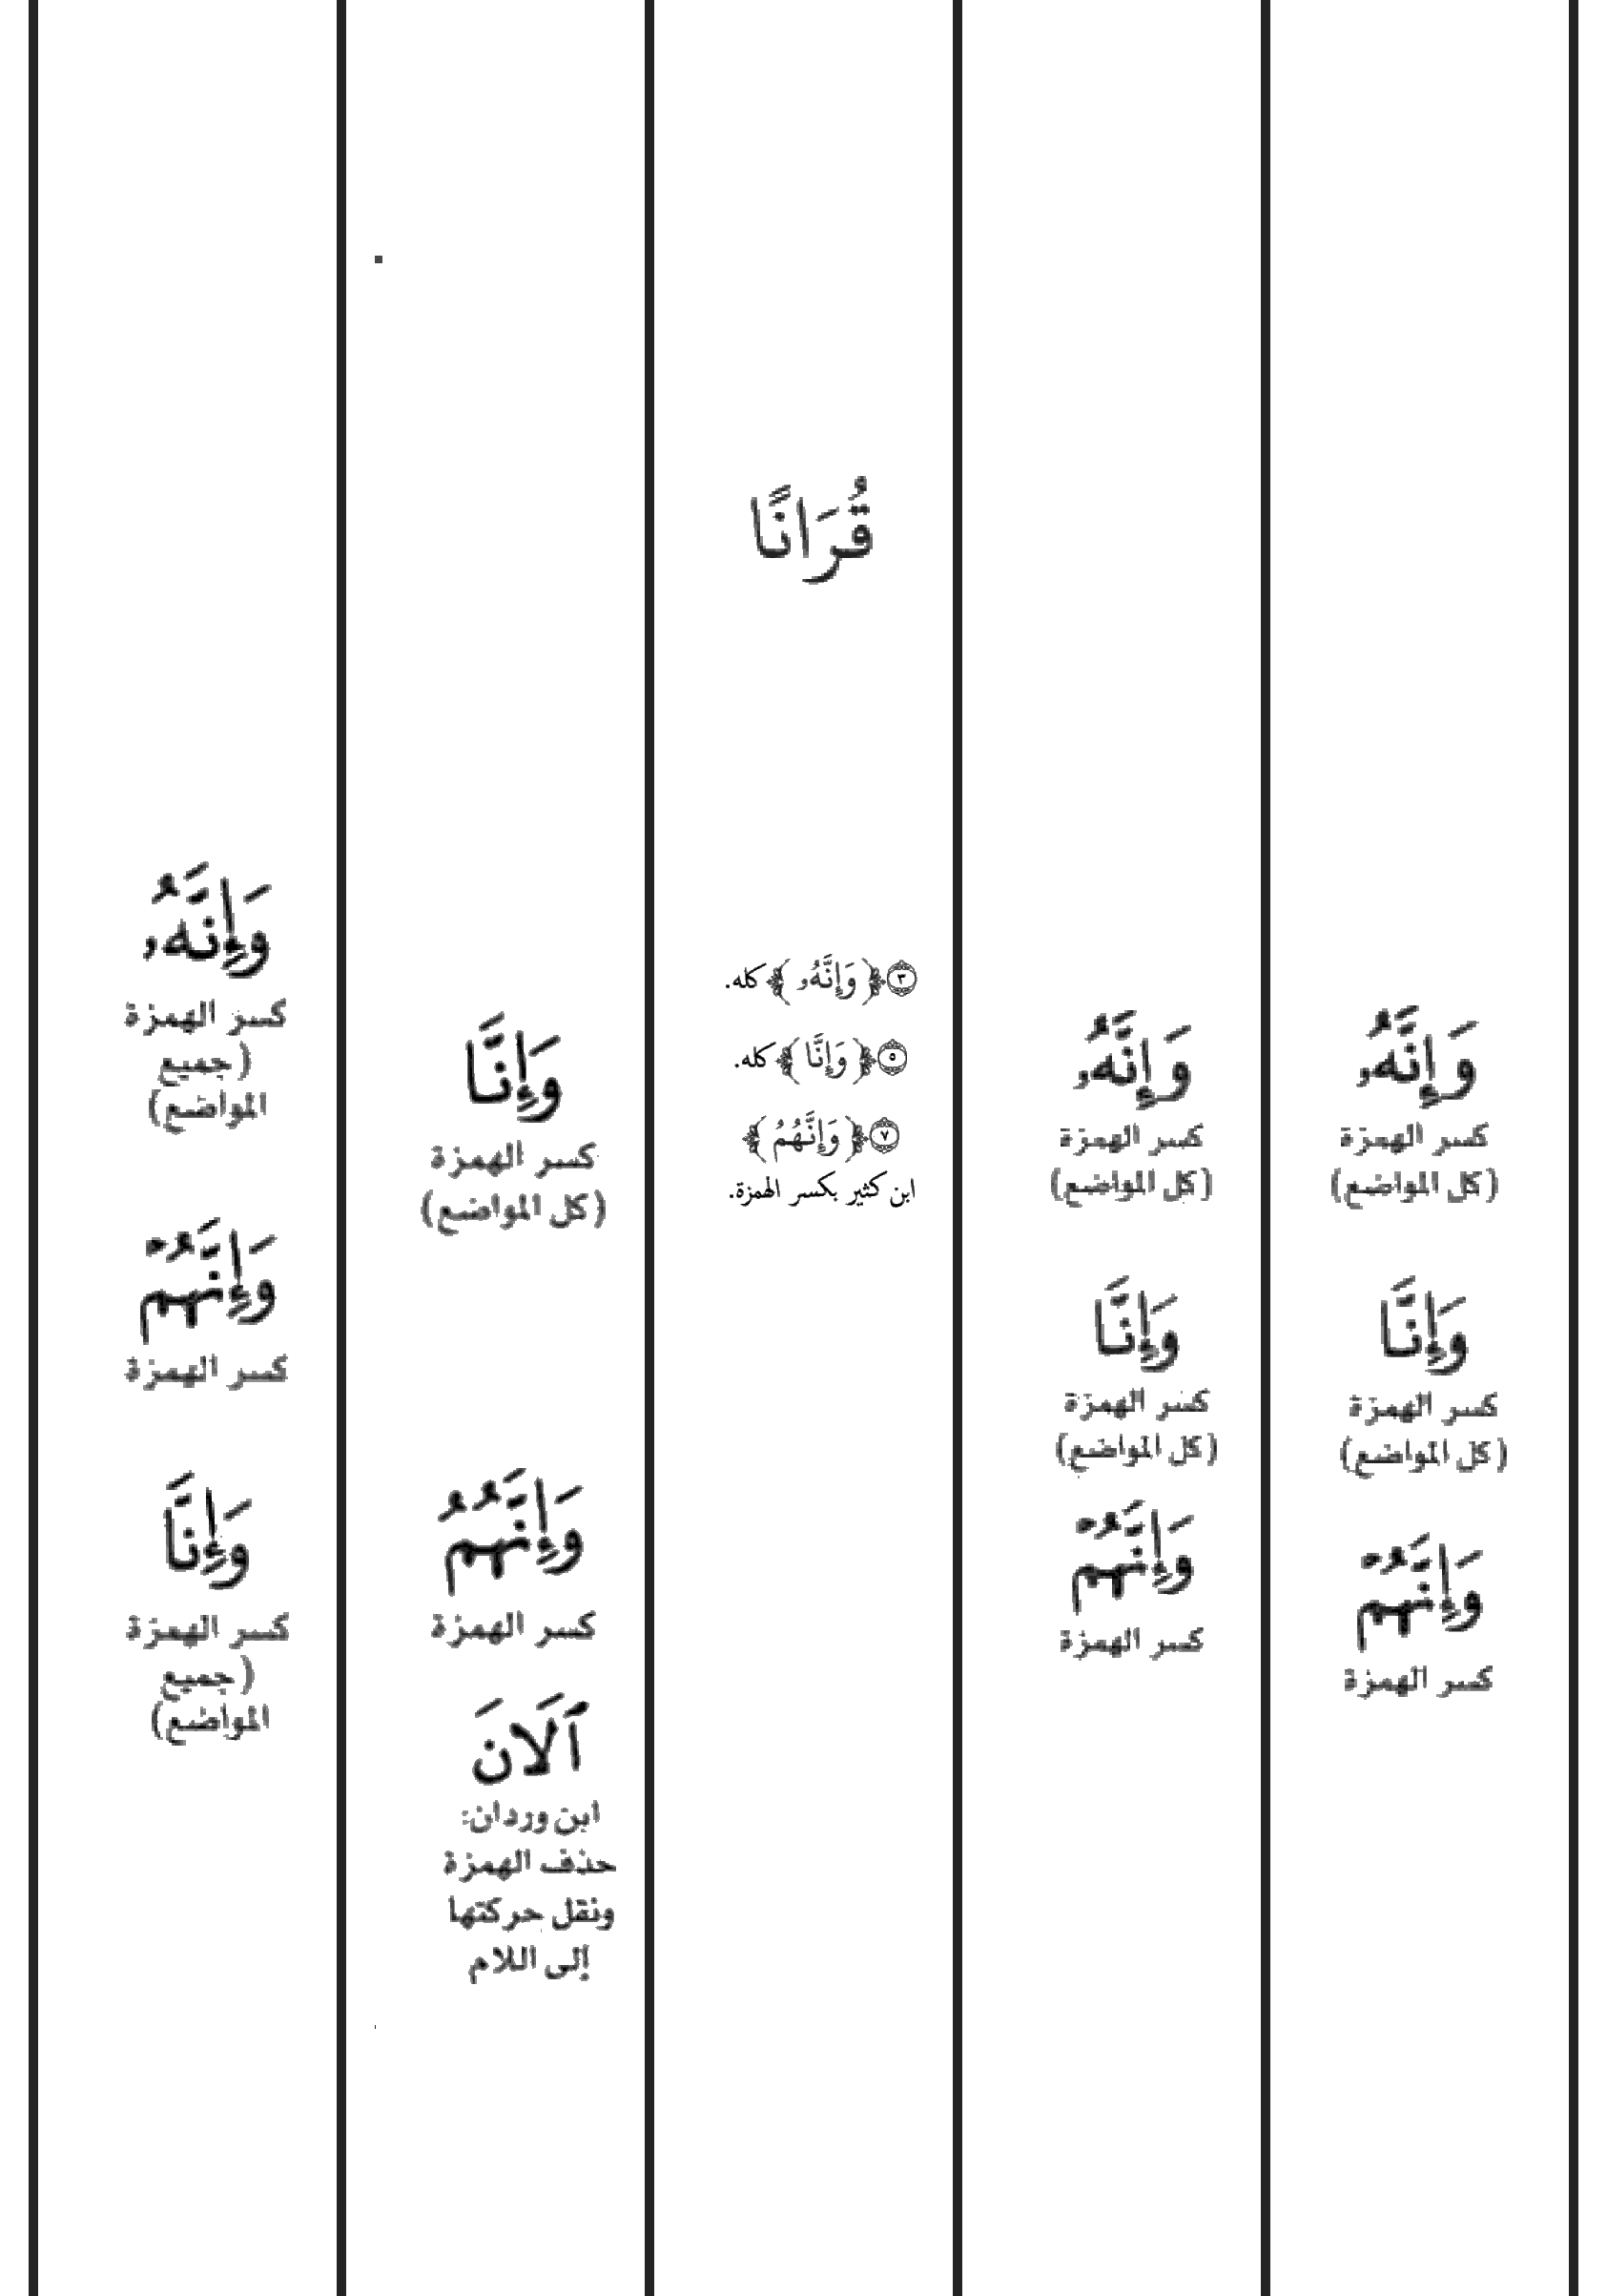 وَإِنَّهُۥ
كسر الهمزة
(كل المواضع)
وَإِنَّا
كسر الهمزة
(كل المواضع)
وَإِنَّهُمْ
كسر الهمزة
وَإِنَّهُۥ
كسر الهمزة
(كل المواضع)
وَإِنَّا
كسر الهمزة
(كل المواضع)
وَإِنَّهُمْ
كسر الهمزة
قُرَانًا
٣ ﴿وَإِنَّهُۥ﴾ كله.
٥ ﴿وَإِنَّا﴾ كله.
٧ ﴿وَإِنَّهُمُ﴾
ابن كثير بكسر الهمزة.
وَإِنَّا
كسر الهمزة
(كل المواضع)
وَإِنَّهُمُ
كسر الهمزة
ٱلَانَ
ابن وردان:
حذف الهمزة
ونقل حركتها
إلى اللام
وَإِنَّهُۥ
كسر الهمزة
(جميع
المواضع)
وَإِنَّهُمْ
كسر الهمزة
وَإِنَّا
كسر الهمزة
(جميع
المواضع)